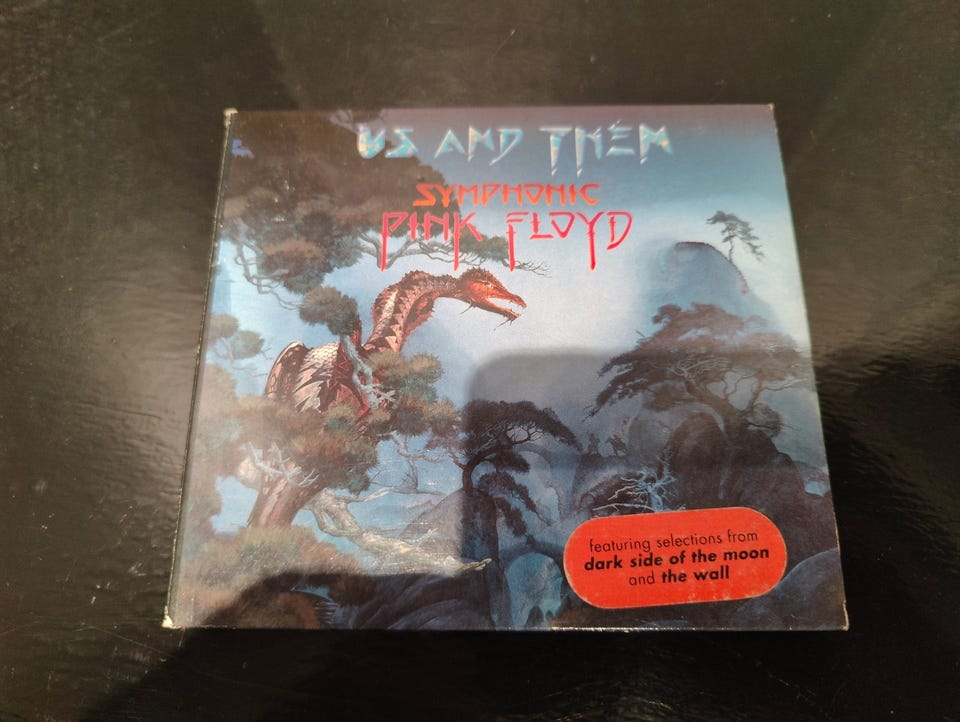 US AND THEM
SYMPHONIC
PINK FLOYD
featuring selections from
dark side of the moon
and the wall